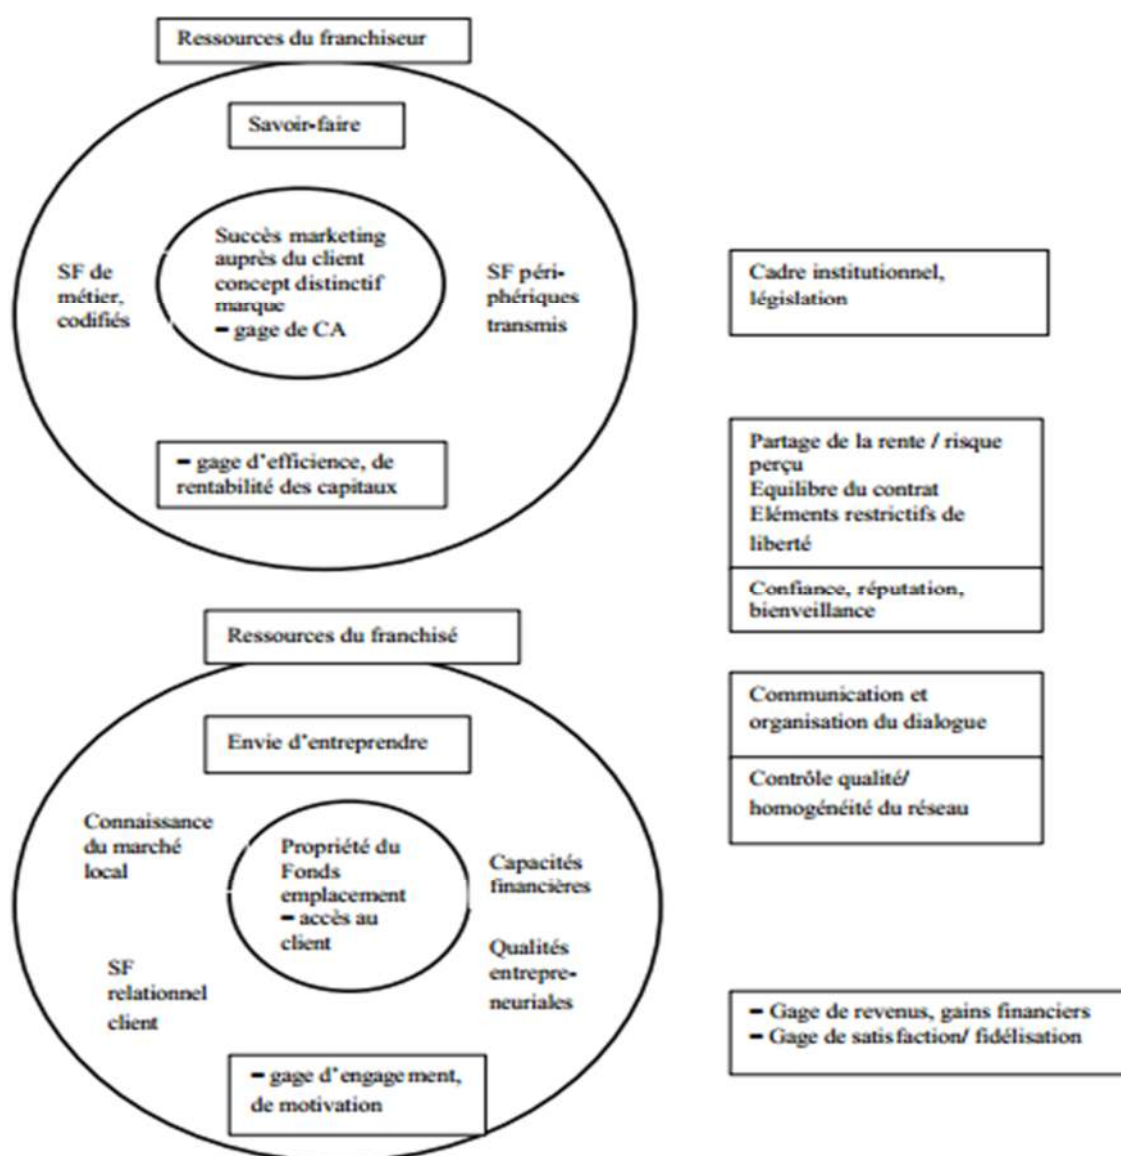 Ressources du franchiseur
Savoir-faire
SF de
métier,
codifiés
Succès marketing
auprès du client
concept distinctif
marque
– gage de CA
SF péri-
phériques
transmis
– gage d'efficience, de
rentabilité des capitaux
Ressources du franchisé
Envie d'entreprendre
Connaissance
du marché
local
SF
relationnel
client
Propriété du
Fonds
emplacement
– accès au
client
Capacités
financières
Qualités
entrepre-
neuriales
– gage d'engagement,
de motivation
Cadre institutionnel,
législation
Partage de la rente / risque
perçu
Equilibre du contrat
Eléments restrictifs de
liberté
Confiance, réputation,
bienveillance
Communication et
organisation du dialogue
Contrôle qualité/
homogénéité du réseau
– Gage de revenus, gains financiers
– Gage de satisfaction/ fidélisation